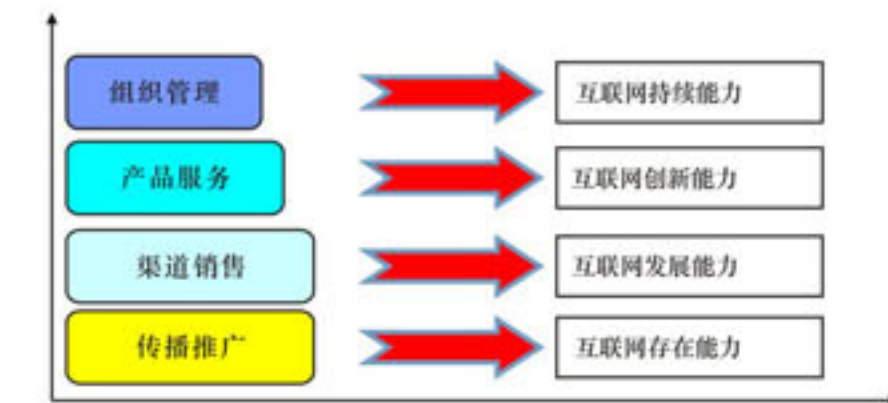 组织管理
互联网持续能力
产品服务
互联网创新能力
渠道销售
互联网发展能力
传播推广
互联网存在能力